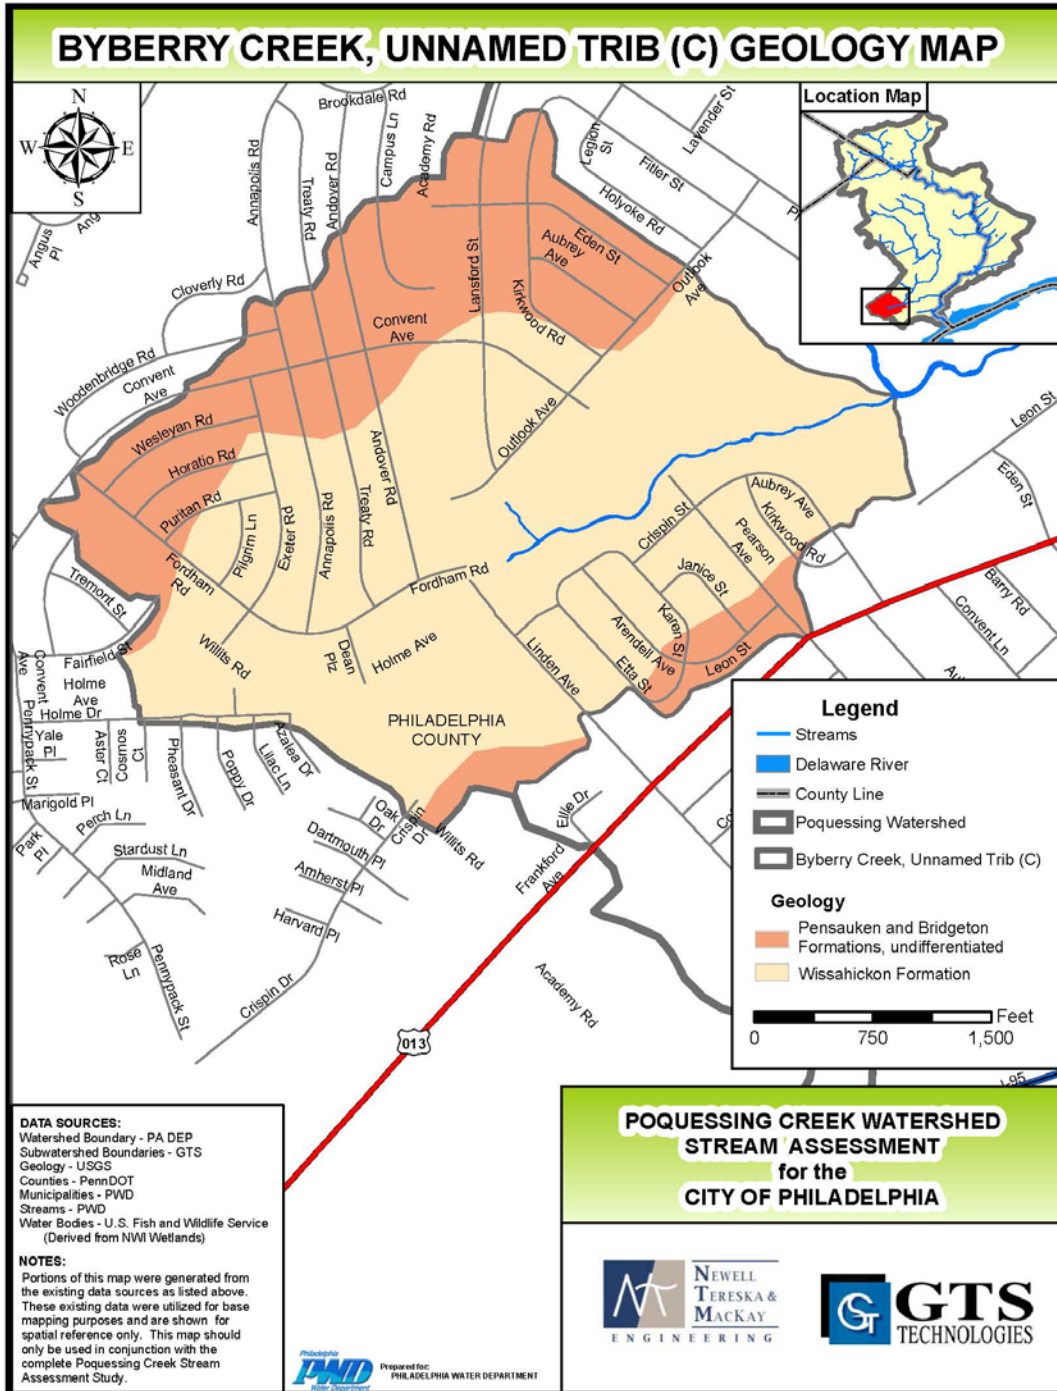 BYBERRY CREEK, UNNAMED TRIB (C) GEOLOGY MAP
N
W
E
S
Location Map
Brookdale Rd
Campus Ln
Academy Rd
Andover Rd
Treaty Rd
Annapolis Rd
Legion
St
Lavender St
Fitler St
Holyoke Rd
Angus
Pl
Ang
Cloverly Rd
Eden St
Aubrey
Ave
Outlook
Ave
Lansford St
Kirkwood Rd
Convent
Ave
Woodenbridge Rd
Convent
Ave
Wesleyan Rd
Horatio Rd
Puritan Rd
Outlook Ave
Andover Rd
Treaty Rd
Annapolis Rd
Exeter Rd
Pilgrim Ln
Fordham
Rd
Fordham Rd
Leon St
Eden St
Aubrey Ave
Kirkwood Rd
Crispin St
Pearson
Ave
Janice St
Karen St
Arendell Ave
Etta St
Leon St
Linden Ave
Barry Rd
Convent Ln
Au
Tremont St
Fairfield St
Willits Rd
Dean
Plz
Holme Ave
Convent
Ave
Holme
Ave
Holme Dr
Pennypack St
Yale
Pl
Aster Ct
Cosmos
Ct
Pheasant Dr
Poppy Dr
Lilac Ln
Azalea Dr
PHILADELPHIA
COUNTY
Marigold Pl
Perch Ln
Park
Pl
Stardust Ln
Midland
Ave
Oak
Dr
Crispin
Dr
Willits Rd
Dartmouth Pl
Amherst Pl
Harvard Pl
Ellie Dr
Frankford
Ave
Rose
Ln
Pennypack St
Crispin Dr
Academy Rd
Co
013
I-95
Legend
Streams
Delaware River
County Line
Poquessing Watershed
Byberry Creek, Unnamed Trib (C)
Geology
Pensauken and Bridgeton
Formations, undifferentiated
Wissahickon Formation
Feet
0 750 1,500
DATA SOURCES:
Watershed Boundary - PA DEP
Subwatershed Boundaries - GTS
Geology - USGS
Counties - PennDOT
Municipalities - PWD
Streams - PWD
Water Bodies - U.S. Fish and Wildlife Service
(Derived from NWI Wetlands)
NOTES:
Portions of this map were generated from
the existing data sources as listed above.
These existing data were utilized for base
mapping purposes and are shown for
spatial reference only. This map should
only be used in conjunction with the
complete Poquessing Creek Stream
Assessment Study.
Philadelphia
PWD
Water Department
Prepared for:
PHILADELPHIA WATER DEPARTMENT
POQUESSING CREEK WATERSHED
STREAM ASSESSMENT
for the
CITY OF PHILADELPHIA
NEWELL
TERESKA &
MACKAY
ENGINEERING
GTS
TECHNOLOGIES